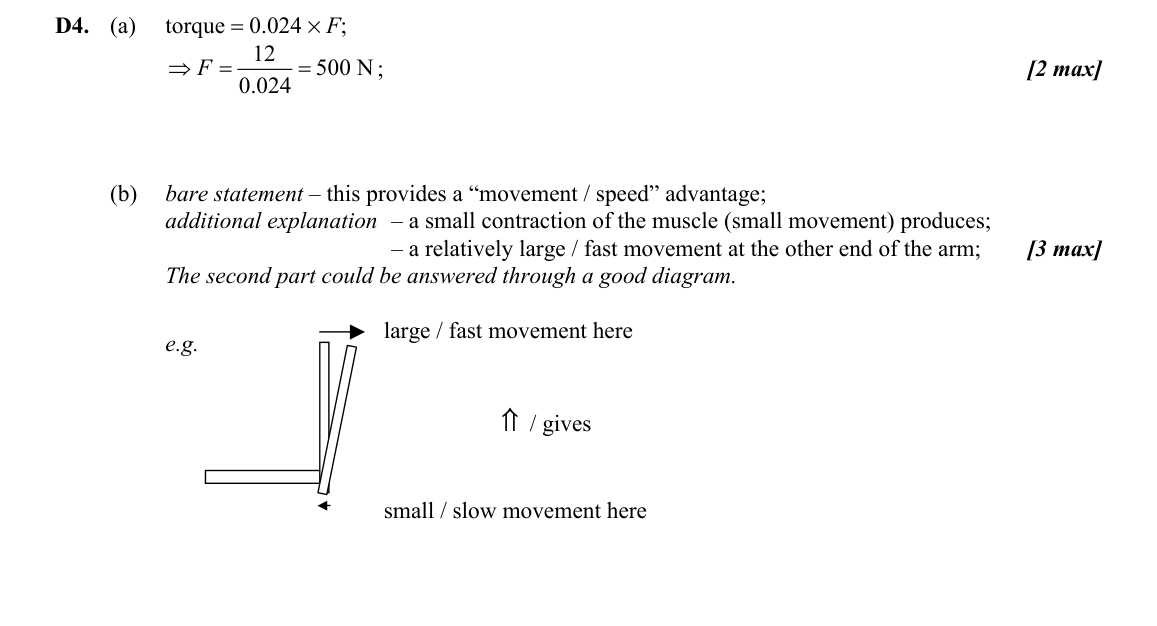 D4. (a) torque = 0.024 × F;
⇒ F = 12/0.024 = 500 N; [2 max]
(b) bare statement – this provides a “movement / speed” advantage;
additional explanation – a small contraction of the muscle (small movement) produces;
– a relatively large / fast movement at the other end of the arm; [3 max]
The second part could be answered through a good diagram.
large / fast movement here
e.g.
⇑ / gives
small / slow movement here